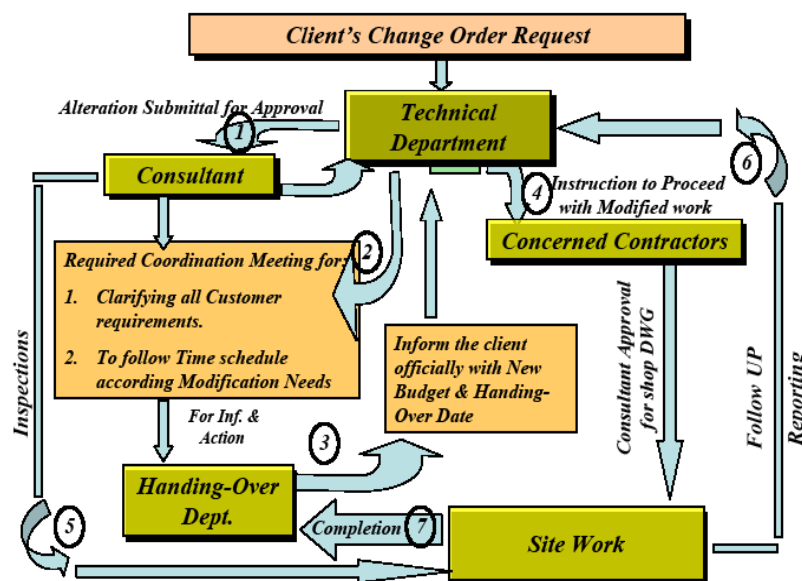 Client's Change Order Request
Alteration Submittal for Approval
Technical
Department
1
Consultant
6
4
Instruction to Proceed
with Modified work
Concerned Contractors
2
Required Coordination Meeting for:
1. Clarifying all Customer
requirements.
2. To follow Time schedule
according Modification Needs
Inform the client
officially with New
Budget & Handing-
Over Date
Inspections
Consultant Approval
for shop DWG
Follow UP
Reporting
For Inf. &
Action
3
Handing-Over
Dept.
5
Completion
7
Site Work